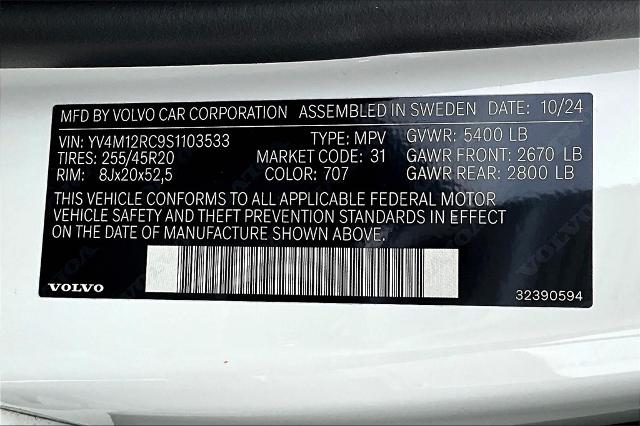 MFD BY VOLVO CAR CORPORATION ASSEMBLED IN SWEDEN DATE: 10/24
VIN: YV4M12RC9S1103533 TYPE: MPV GVWR: 5400 LB
TIRES: 255/45R20 MARKET CODE: 31 GAWR FRONT: 2670 LB
RIM: 8Jx20x52,5 COLOR: 707 GAWR REAR: 2800 LB
THIS VEHICLE CONFORMS TO ALL APPLICABLE FEDERAL MOTOR
VEHICLE SAFETY AND THEFT PREVENTION STANDARDS IN EFFECT
ON THE DATE OF MANUFACTURE SHOWN ABOVE.
VOLVO 32390594